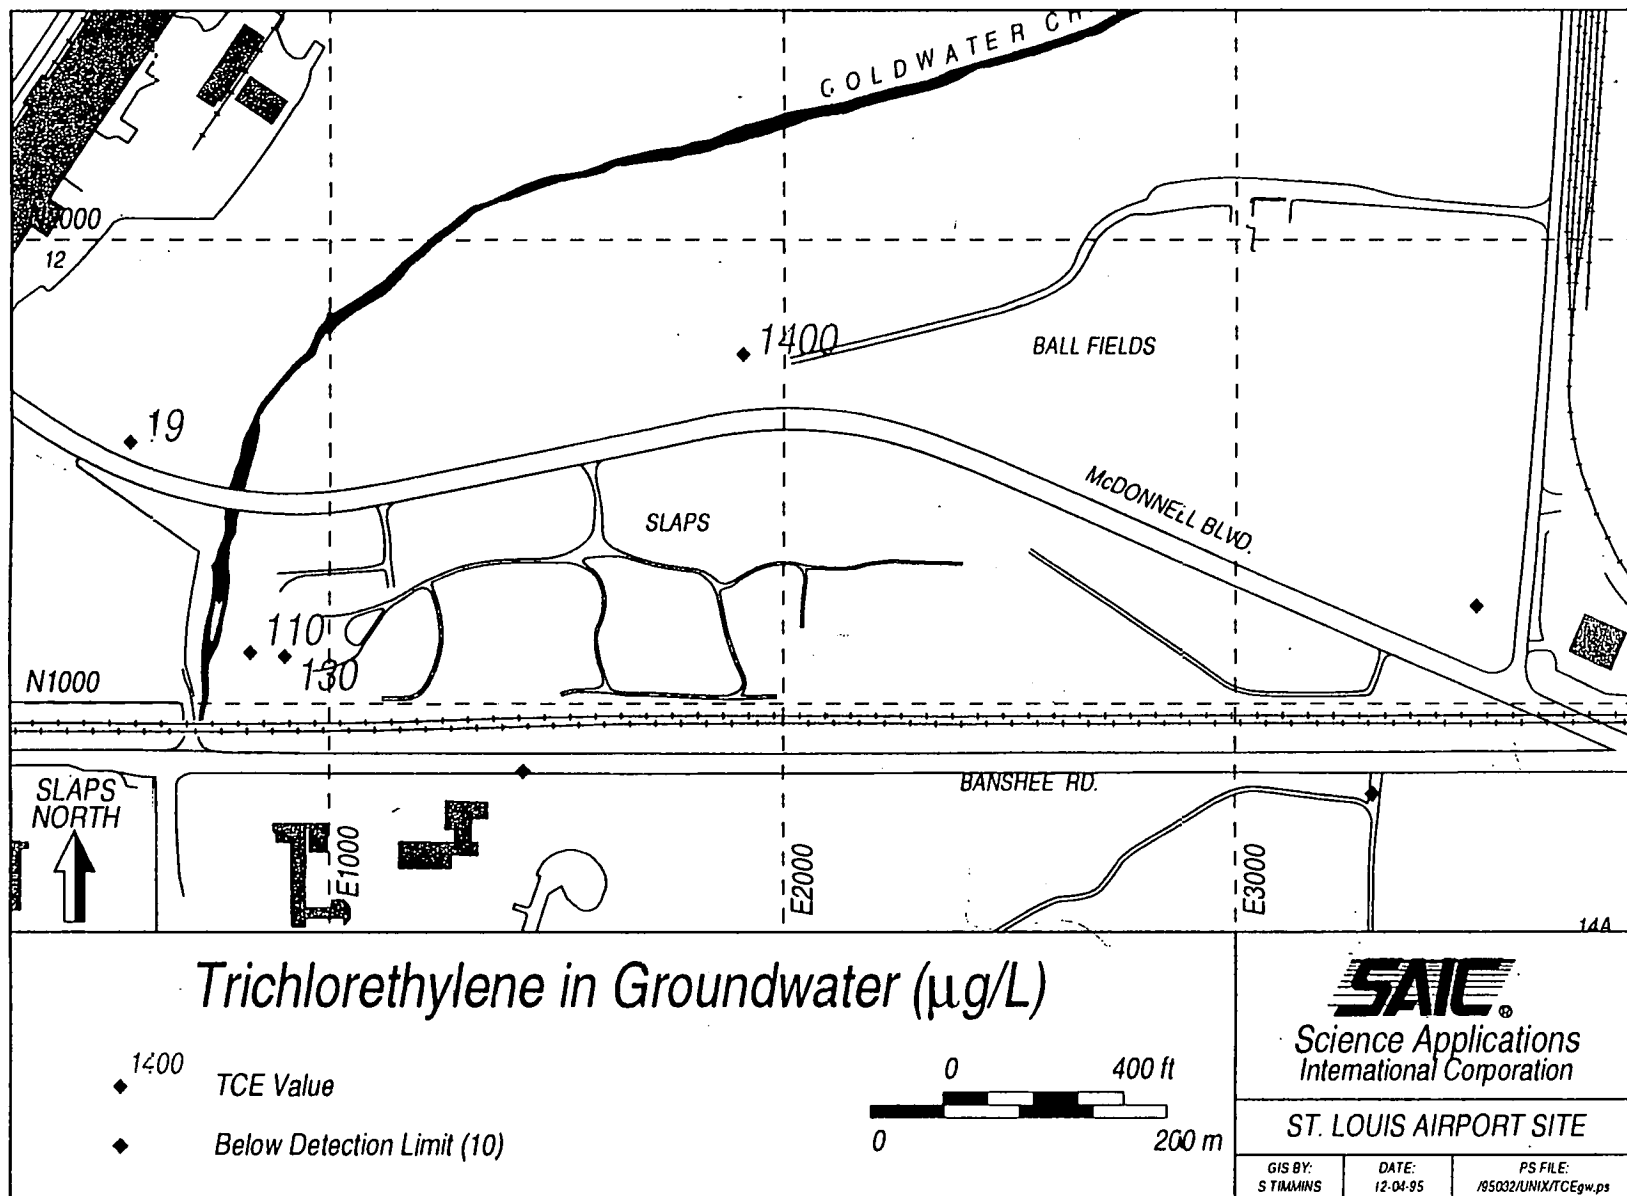 COLDWATER C
N2000
12
1400
BALL FIELDS
19
McDONNELL BLVD.
SLAPS
110
130
N1000
SLAPS
NORTH
BANSHEE RD.
E1000
E2000
E3000
14A
Trichlorethylene in Groundwater (µg/L)
1400
TCE Value
Below Detection Limit (10)
0 400 ft
0 200 m
SAIC®
Science Applications
International Corporation
ST. LOUIS AIRPORT SITE
GIS BY:
S TIMMINS
DATE:
12-04-95
PS FILE:
/95032/UNIX/TCEgw.ps